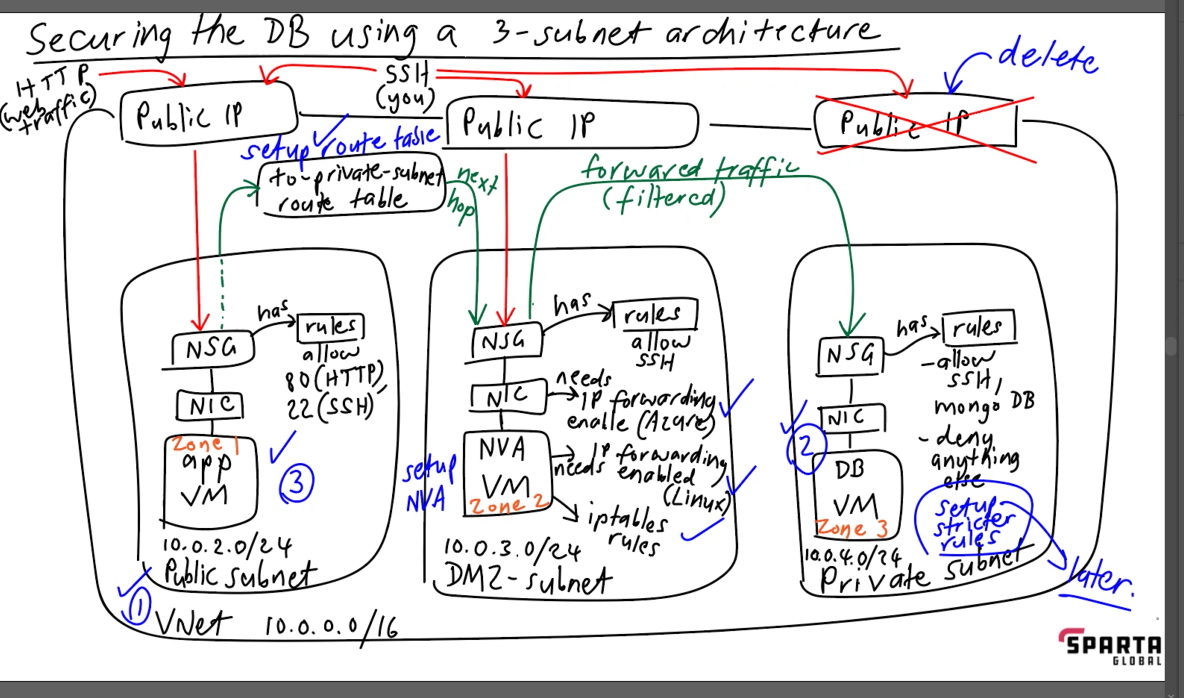 Securing the DB using a 3-subnet architecture
HTTP
(web
traffic)
SSH
(you)
delete
Public IP
Public IP
Public IP
setup route table
to-private-subnet
route table
next
hop
forwared traffic
(filtered)
NSG
has
rules
allow
80 (HTTP),
22 (SSH)
NIC
Zone 1
app
VM
3
10.0.2.0/24
Public subnet
1
NSG
has
rules
allow
SSH
NIC
needs
IP forwarding
enable (Azure)
setup
NVA
NVA
VM
Zone 2
needs IP forwarding
enabled
(Linux)
iptables
rules
10.0.3.0/24
DMZ-subnet
NSG
has
rules
-allow
SSH,
mongo DB
- deny
anything
else
NIC
2
DB
VM
Zone 3
setup
stricter
rules
later.
10.0.4.0/24
Private subnet
VNet 10.0.0.0/16
SPARTA
GLOBAL